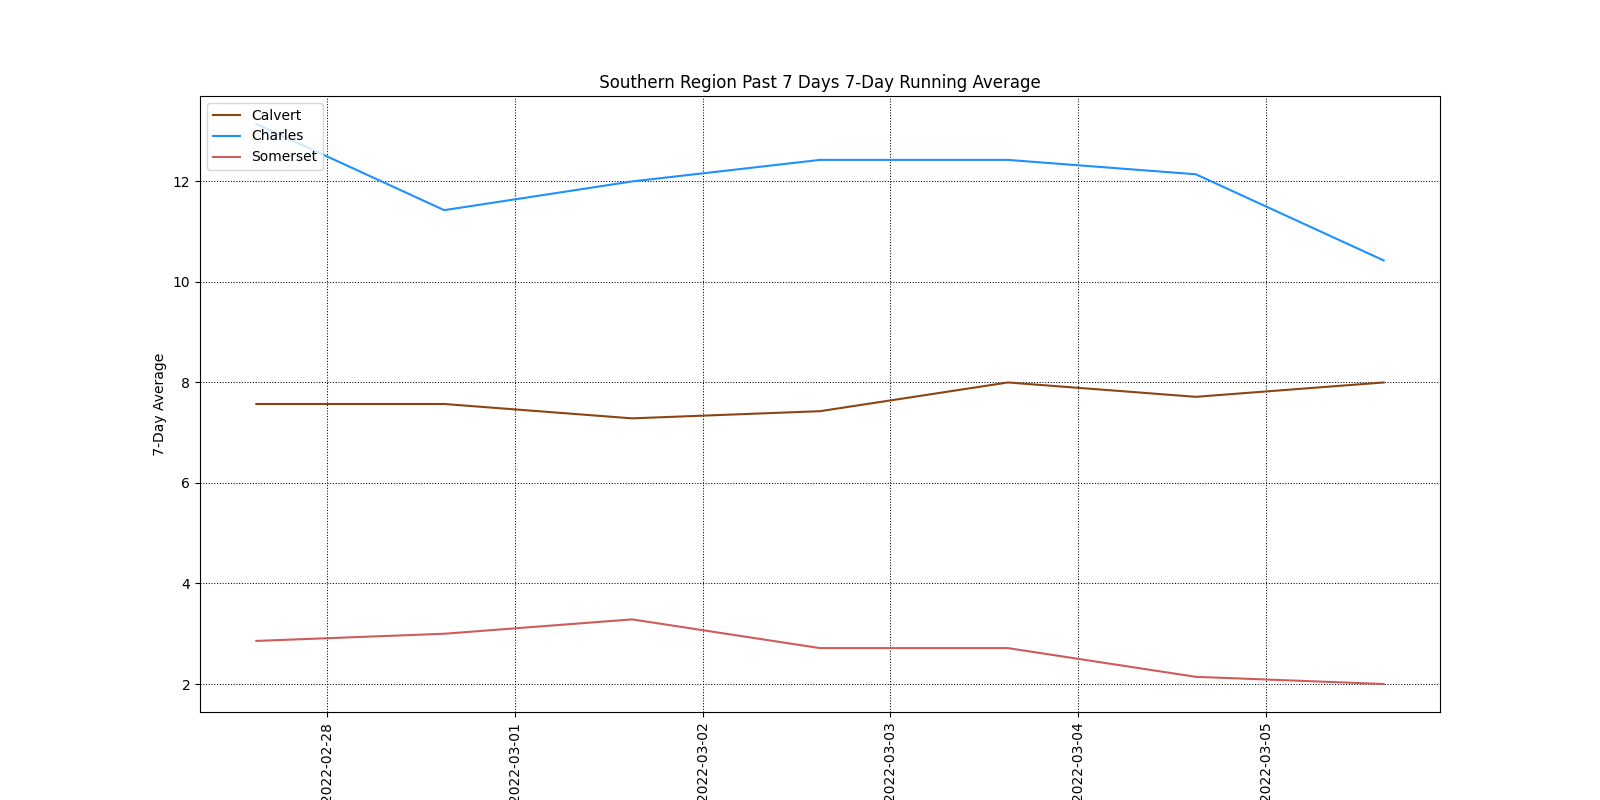 Southern Region Past 7 Days 7-Day Running Average
Calvert
Charles
Somerset
7-Day Average
12
10
8
6
4
2
2022-02-28
2022-03-01
2022-03-02
2022-03-03
2022-03-04
2022-03-05